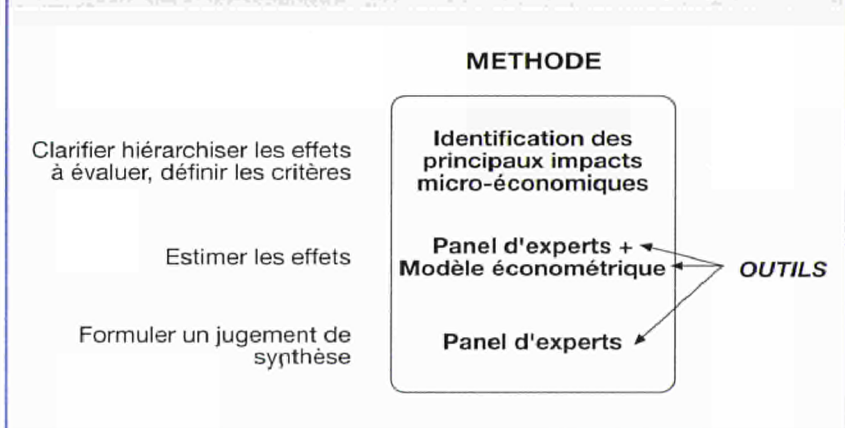 METHODE
Clarifier hiérarchiser les effets
à évaluer, définir les critères
Identification des
principaux impacts
micro-économiques
Estimer les effets
Panel d'experts +
Modèle économétrique
OUTILS
Formuler un jugement de
synthèse
Panel d'experts